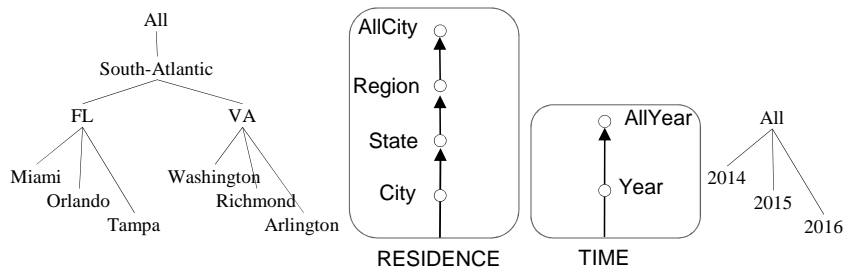 All
South-Atlantic
FL VA
Miami
Orlando
Tampa
Washington
Richmond
Arlington
AllCity
Region
State
City
RESIDENCE
AllYear
Year
TIME
All
2014
2015
2016